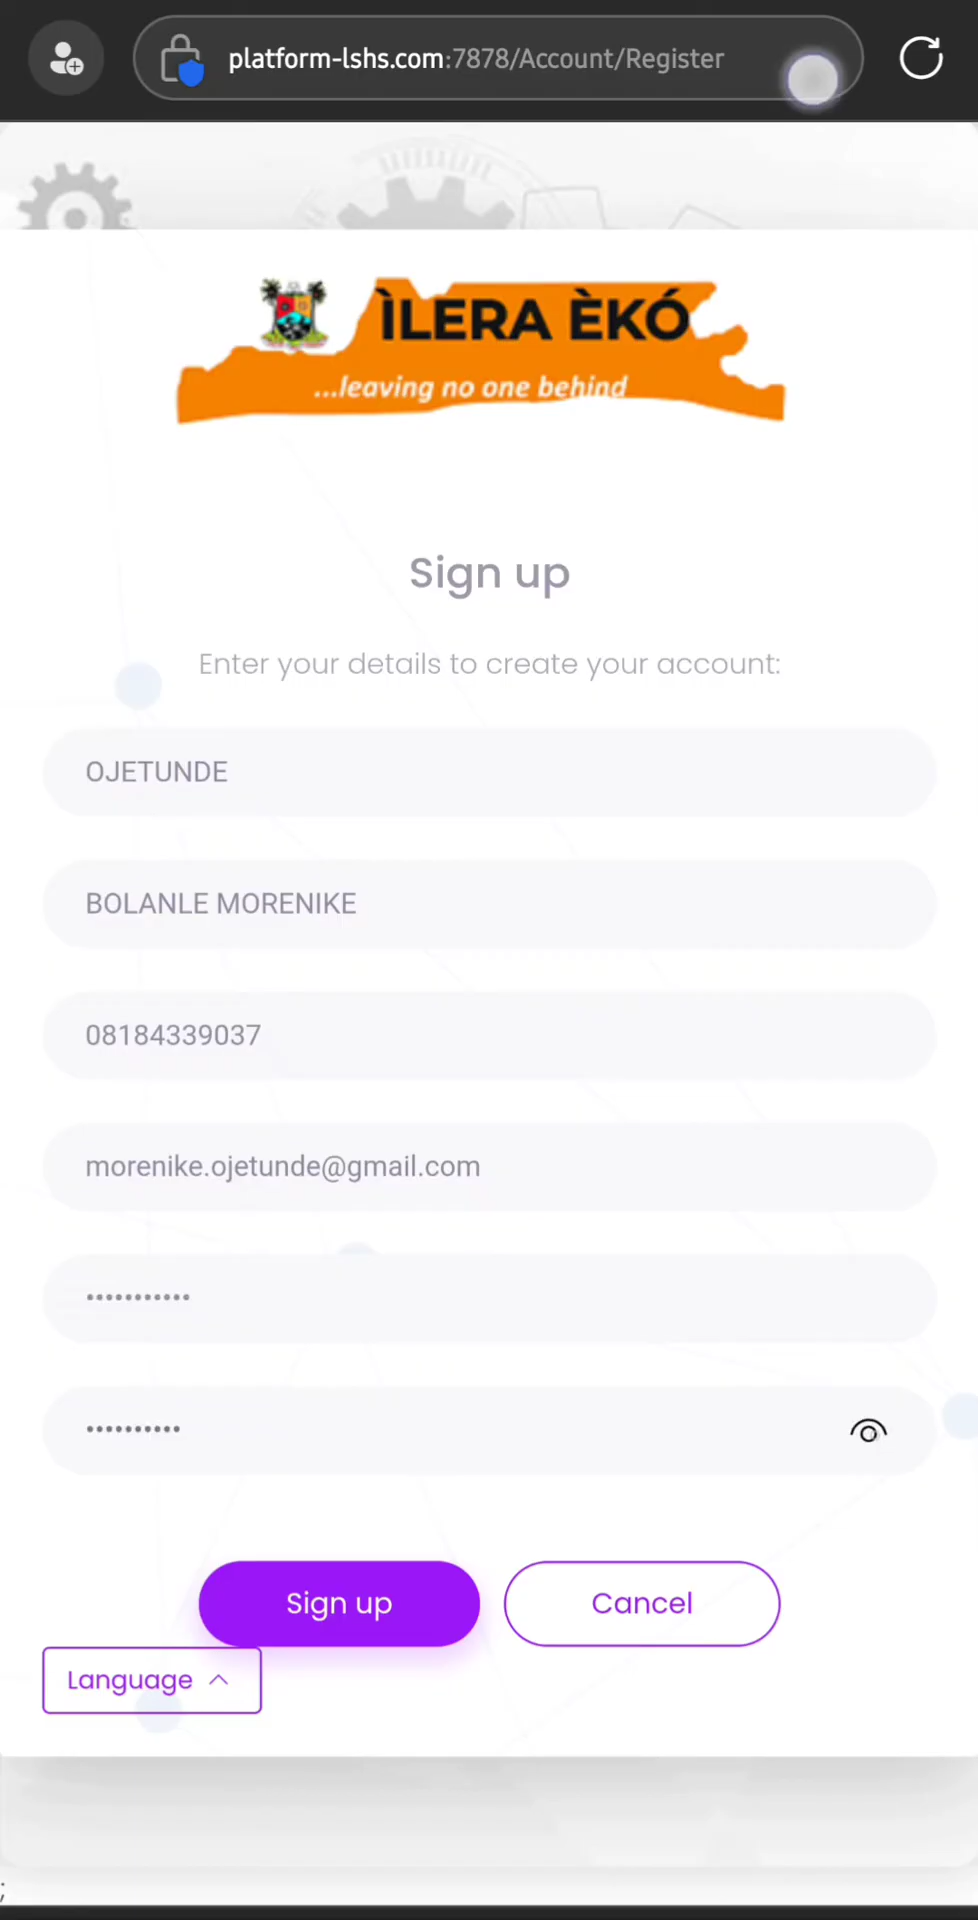 platform-lshs.com:7878/Account/Register
ÌLERA ÈKÓ
...leaving no one behind
Sign up
Enter your details to create your account:
OJETUNDE
BOLANLE MORENIKE
08184339037
morenike.ojetunde@gmail.com
•••••••••••
••••••••••
Sign up
Cancel
Language
;